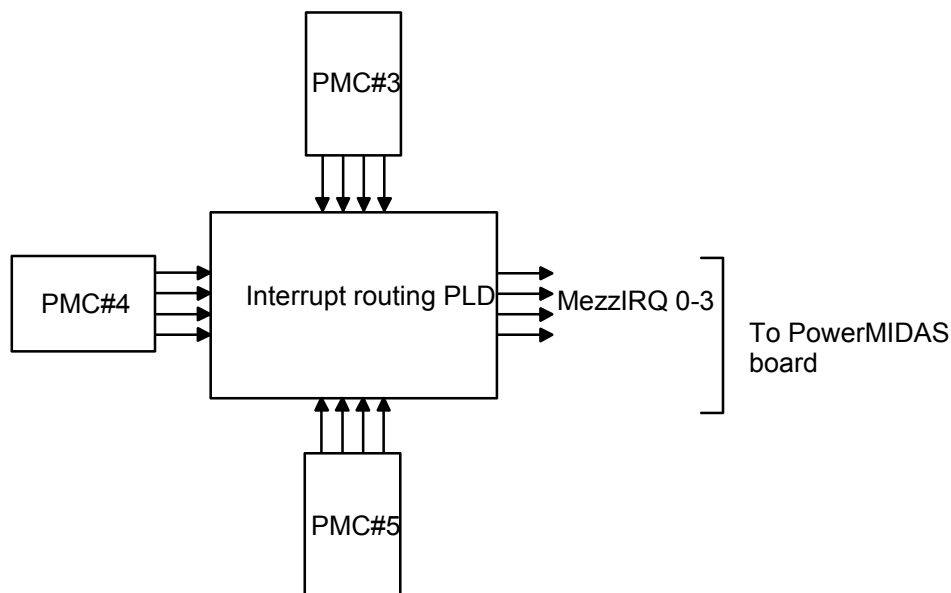 PMC#3
PMC#4
Interrupt routing PLD
MezzIRQ 0-3
To PowerMIDAS
board
PMC#5